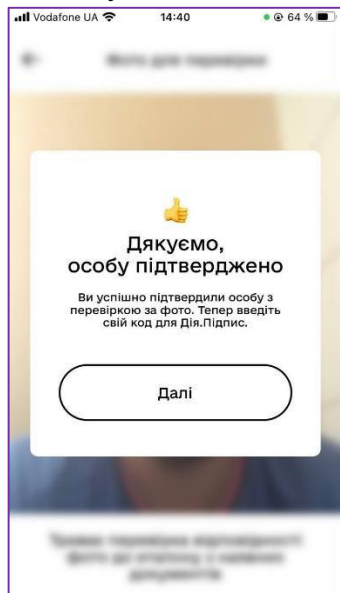 Vodafone UA 14:40 64 %
Дякуємо,
особу підтверджено
Ви успішно підтвердили особу з
перевіркою за фото. Тепер введіть
свій код для Дія.Підпис.
Далі